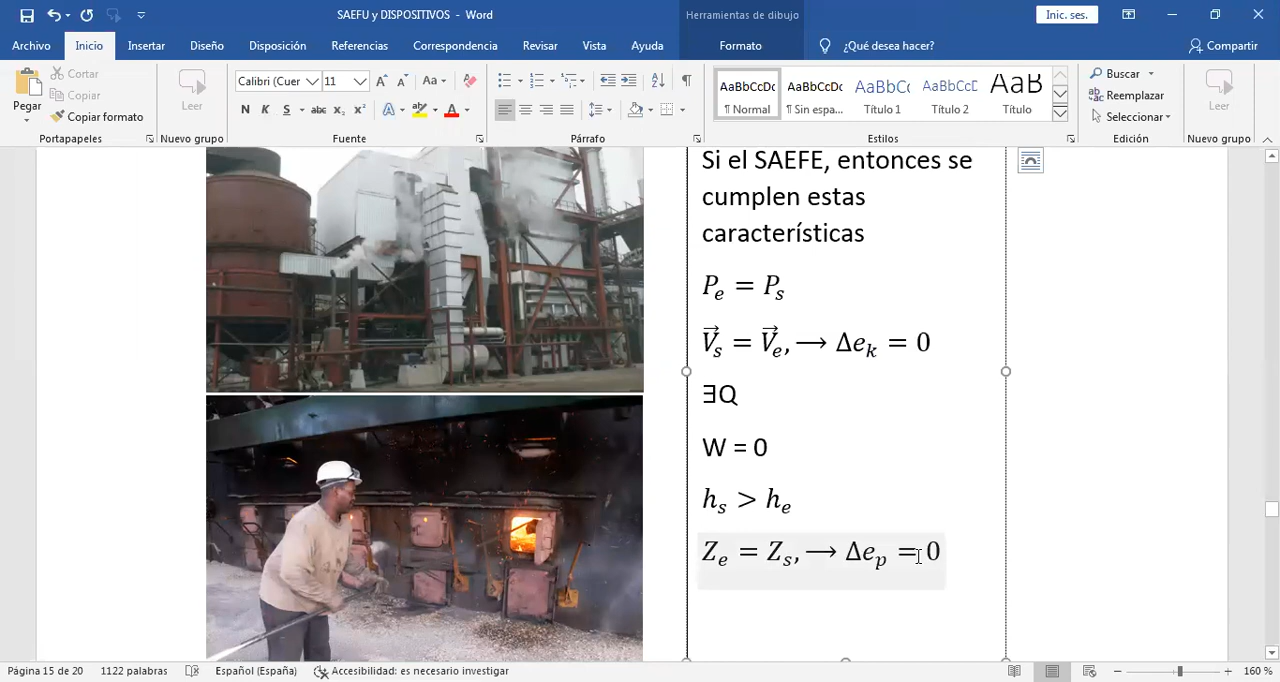 SAEFU y DISPOSITIVOS - Word
Herramientas de dibujo
Inic. ses.
Archivo Inicio Insertar Diseño Disposición Referencias Correspondencia Revisar Vista Ayuda Formato ¿Qué desea hacer? Compartir
Pegar
Cortar
Copiar
Copiar formato
Portapapeles
Leer
Nuevo grupo
Calibri (Cuer 11
N K S abc x₂ x²
Fuente
Párrafo
AaBbCcDc AaBbCcDc AaBbCc AaBbCcD AaB
¶ Normal ¶ Sin espa... Título 1 Título 2 Título
Estilos
Buscar
Reemplazar
Seleccionar
Edición
Leer
Nuevo grupo
Si el SAEFE, entonces se
cumplen estas
características
Pₑ = Pₛ
V⃗ₛ = V⃗ₑ, ⟶ Δeₖ = 0
∃Q
W = 0
hₛ > hₑ
Zₑ = Zₛ, ⟶ Δeₚ = 0
Página 15 de 20 1122 palabras Español (España) Accesibilidad: es necesario investigar 160 %